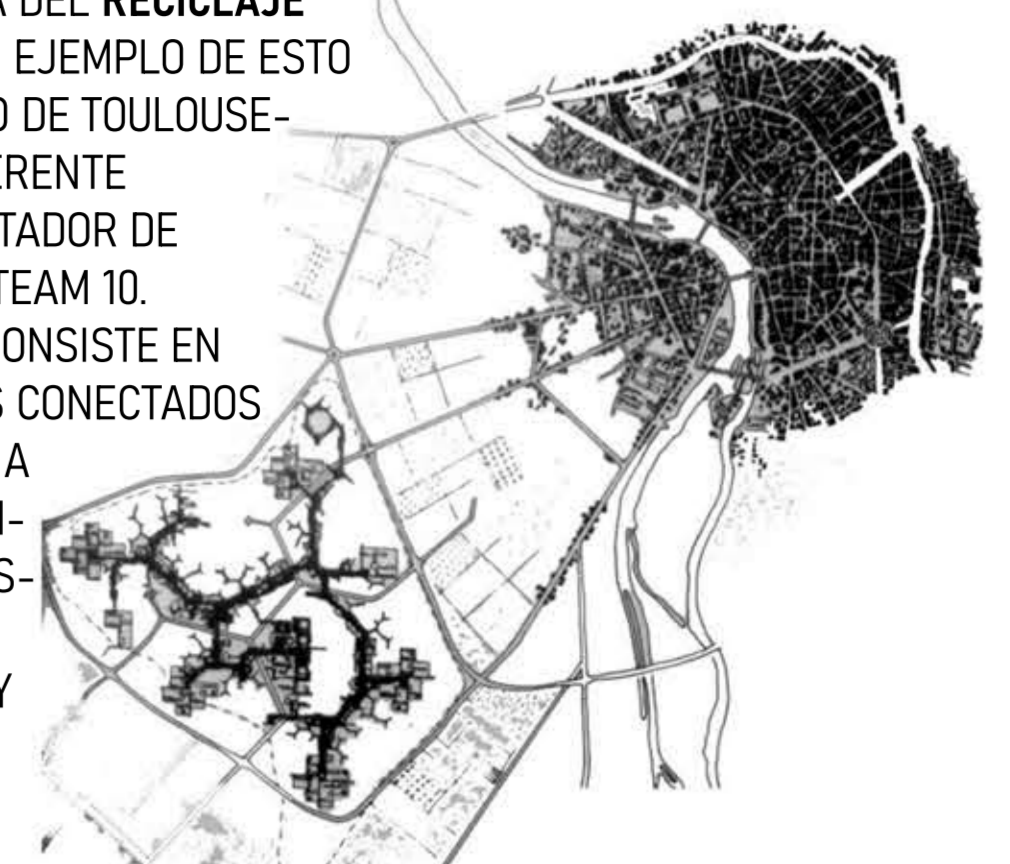 A DEL RECICLAJE
EJEMPLO DE ESTO
O DE TOULOUSE-
ERENTE
TADOR DE
TEAM 10.
ONSISTE EN
S CONECTADOS
A
I-
S-
Y